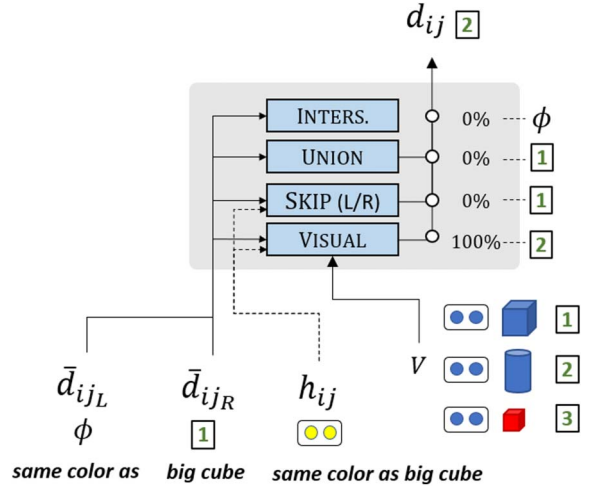 d_ij 2
INTERS. 0% ϕ
UNION 0% 1
SKIP (L/R) 0% 1
VISUAL 100% 2
1
V 2
3
d̄_ijL d̄_ijR h_ij
ϕ 1
same color as big cube same color as big cube